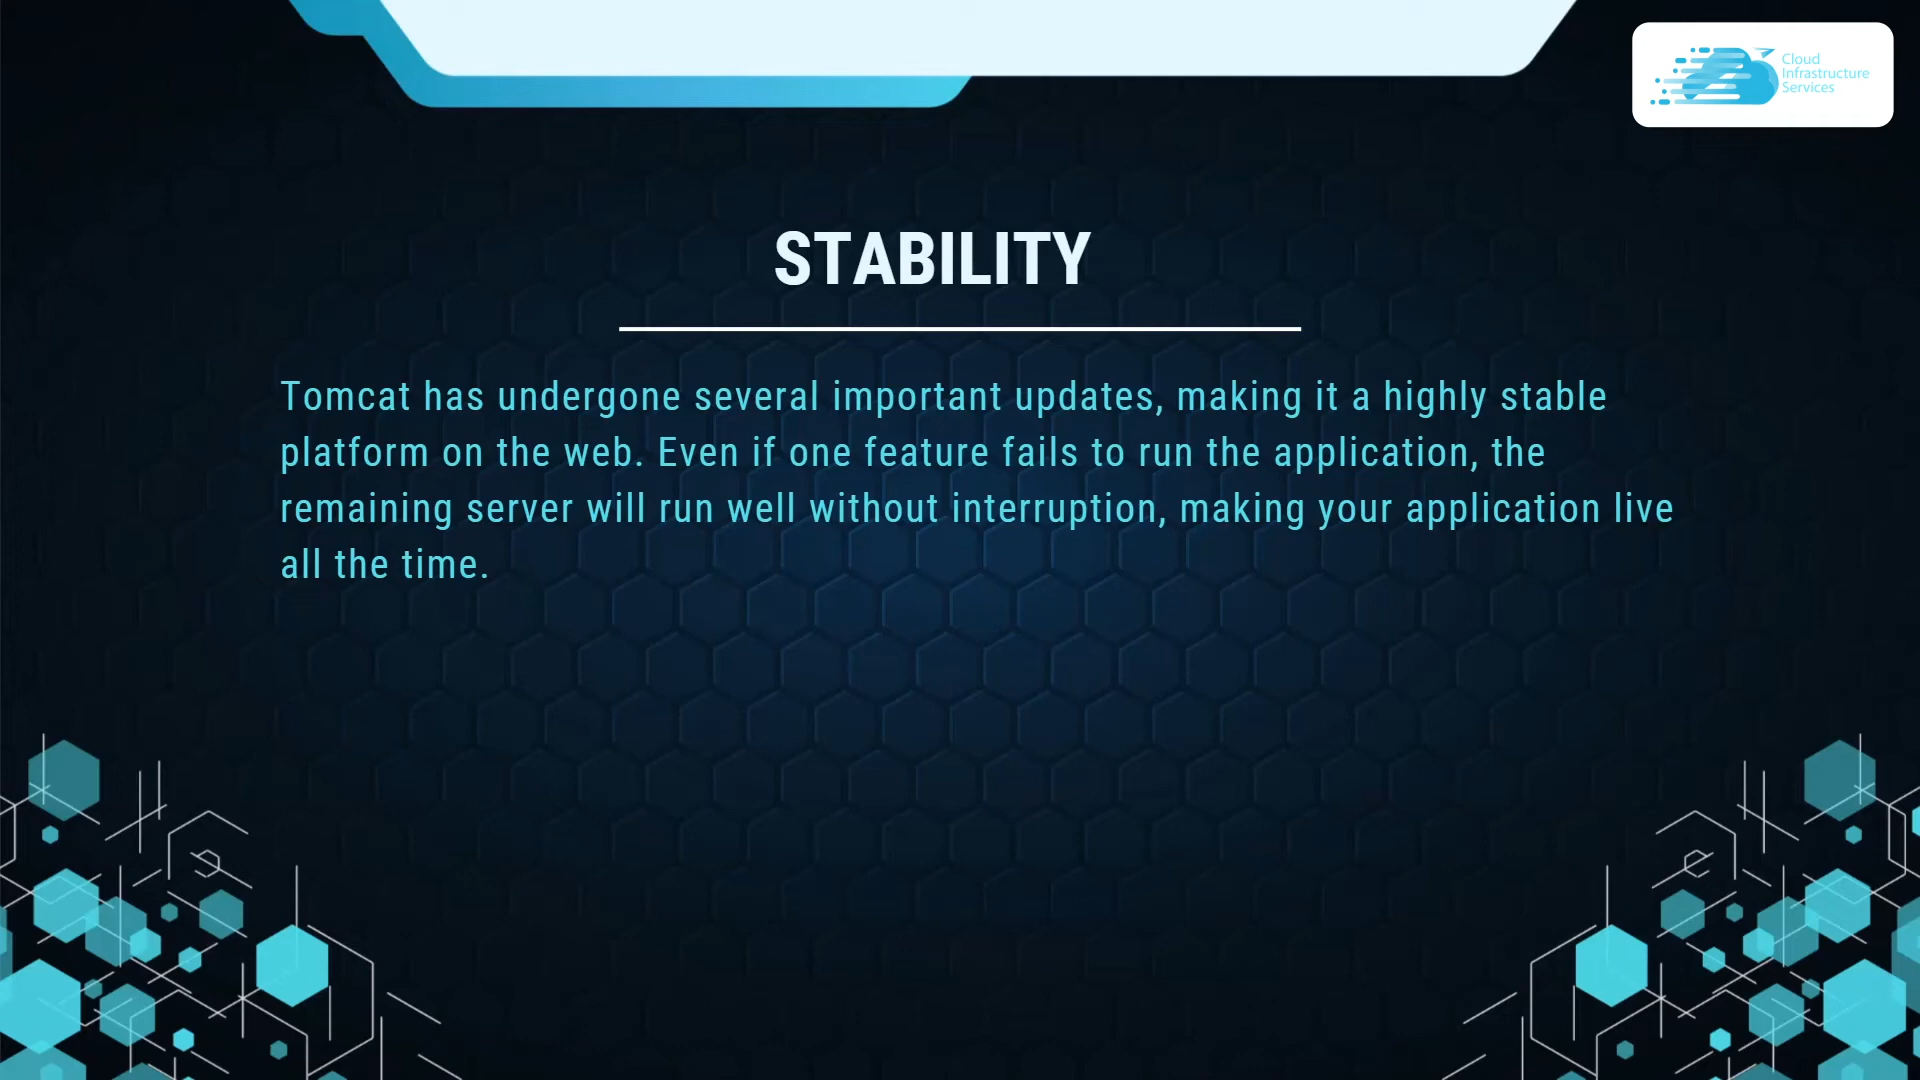 Cloud
Infrastructure
Services
STABILITY
Tomcat has undergone several important updates, making it a highly stable
platform on the web. Even if one feature fails to run the application, the
remaining server will run well without interruption, making your application live
all the time.